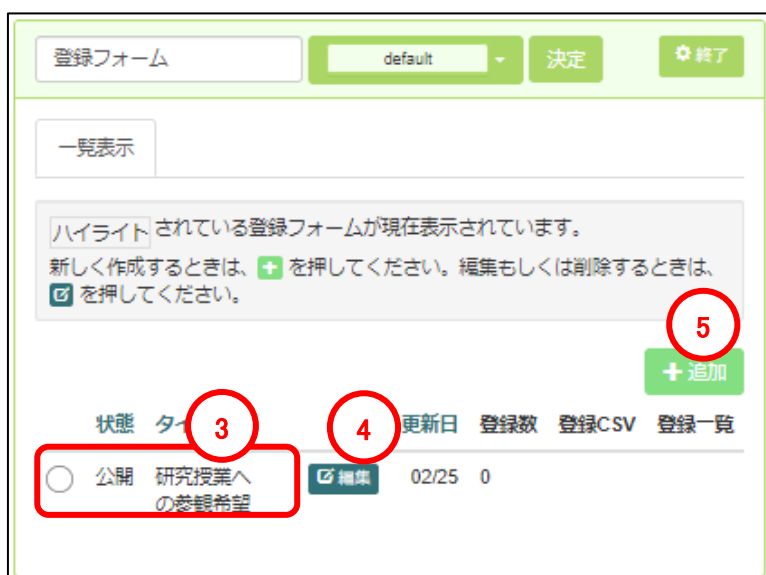 登録フォーム default 決定 終了
一覧表示
ハイライト されている登録フォームが現在表示されています。
新しく作成するときは、 を押してください。編集もしくは削除するときは、
を押してください。
5
追加
状態 3 4 更新日 登録数 登録CSV 登録一覧
公開 研究授業へ 編集 02/25 0
の参観希望